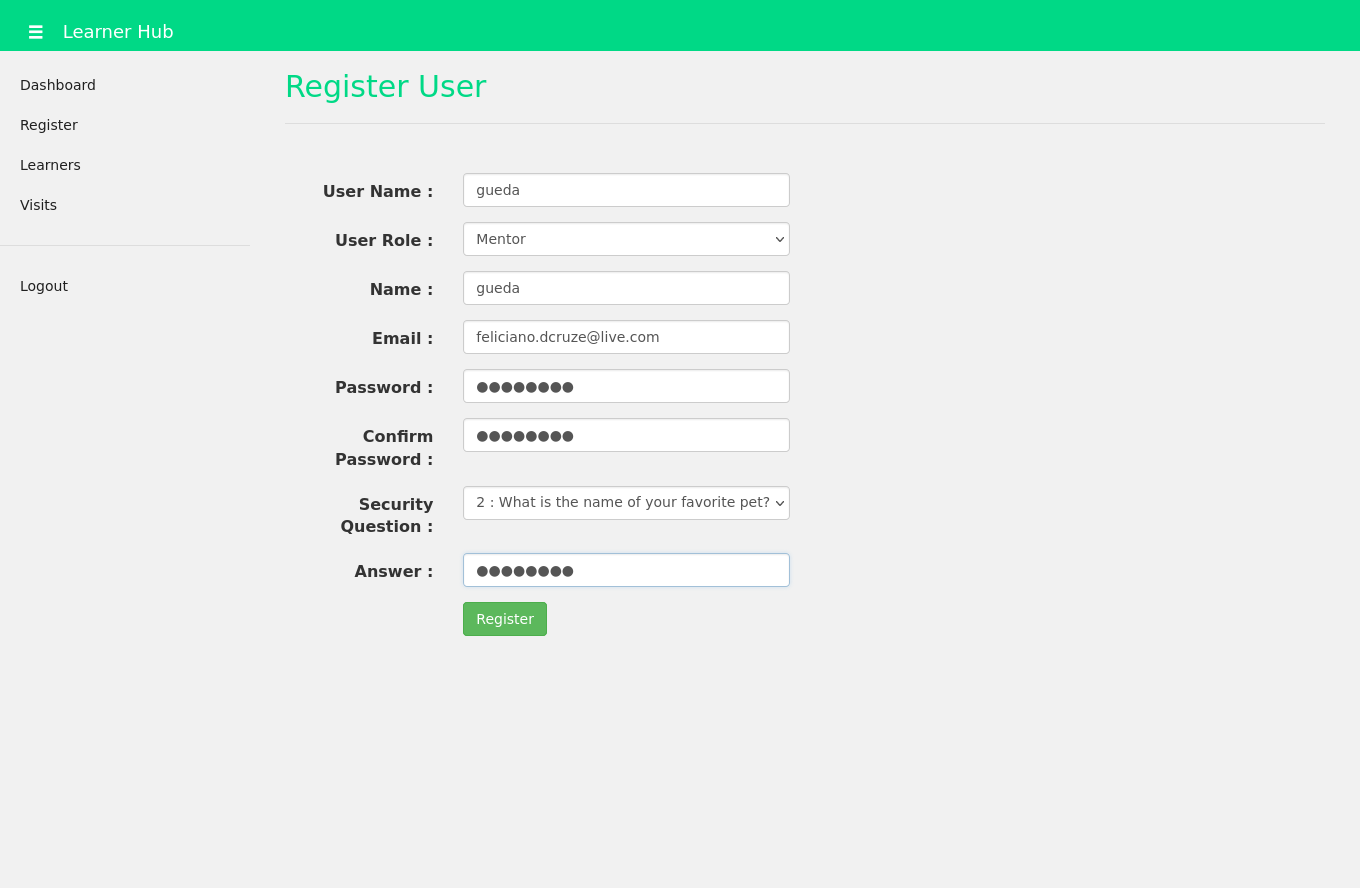 Learner Hub
Dashboard
Register
Learners
Visits
Logout
Register User
User Name : gueda
User Role : Mentor
Name : gueda
Email : feliciano.dcruze@live.com
Password : ●●●●●●●●
Confirm
Password : ●●●●●●●●
Security
Question : 2 : What is the name of your favorite pet?
Answer : ●●●●●●●●
Register